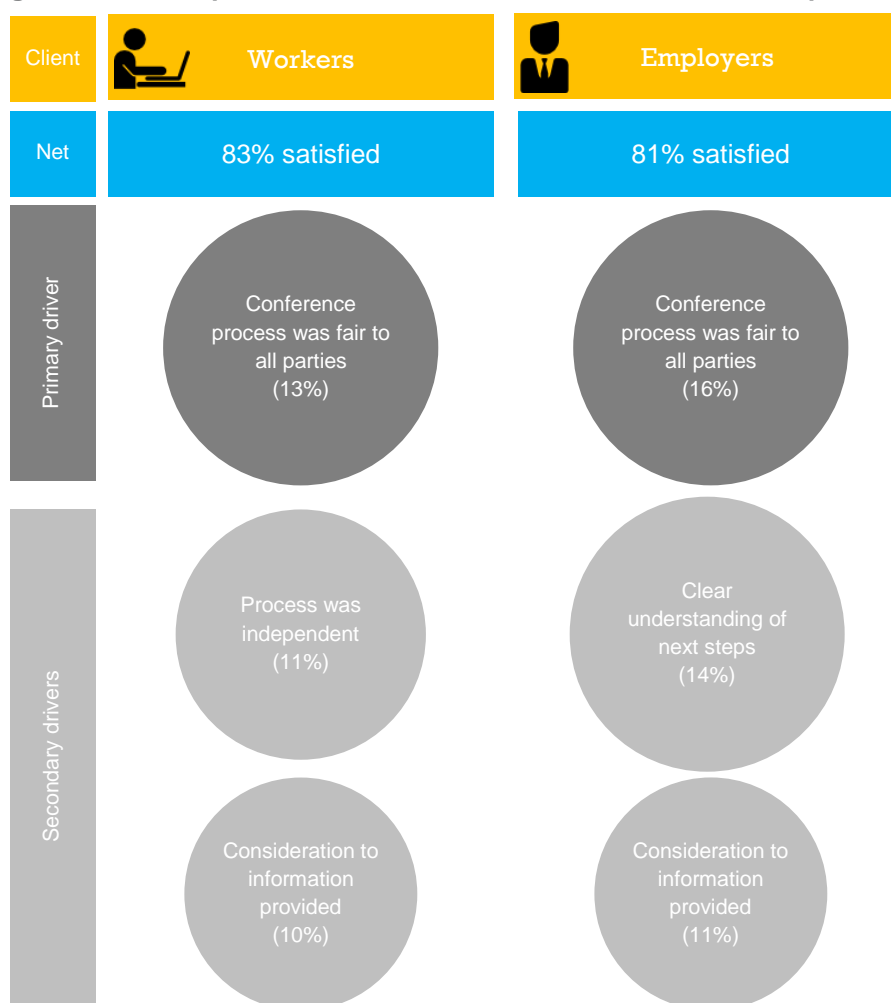 Client
Workers
Employers
Net
83% satisfied
81% satisfied
Primary driver
Conference
process was fair to
all parties
(13%)
Conference
process was fair to
all parties
(16%)
Secondary drivers
Process was
independent
(11%)
Clear
understanding of
next steps
(14%)
Consideration to
information
provided
(10%)
Consideration to
information
provided
(11%)